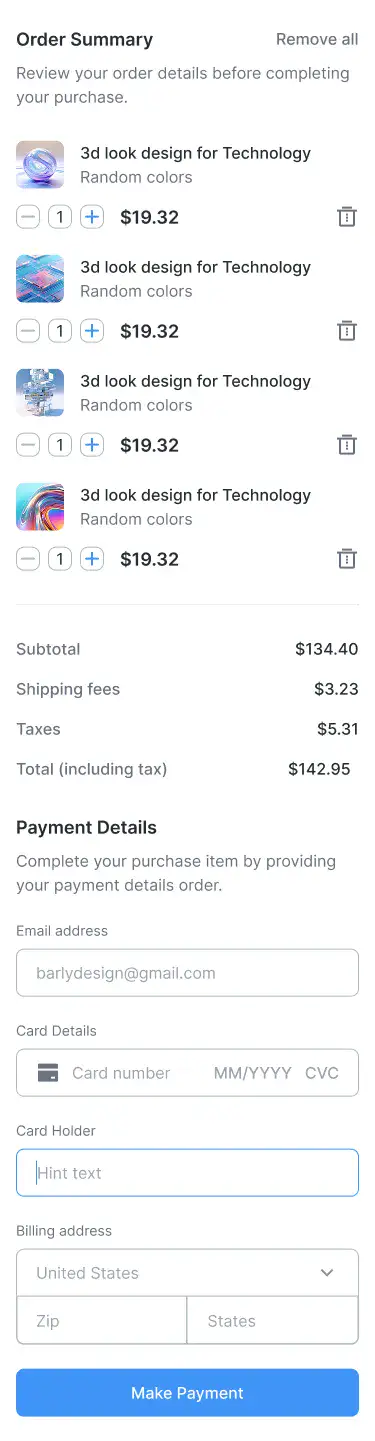 Order Summary
Remove all
Review your order details before completing
your purchase.
3d look design for Technology
Random colors
1
$19.32
3d look design for Technology
Random colors
1
$19.32
3d look design for Technology
Random colors
1
$19.32
3d look design for Technology
Random colors
1
$19.32
Subtotal
$134.40
Shipping fees
$3.23
Taxes
$5.31
Total (including tax)
$142.95
Payment Details
Complete your purchase item by providing
your payment details order.
Email address
barlydesign@gmail.com
Card Details
Card number
MM/YYYY
CVC
Card Holder
Hint text
Billing address
United States
Zip
States
Make Payment